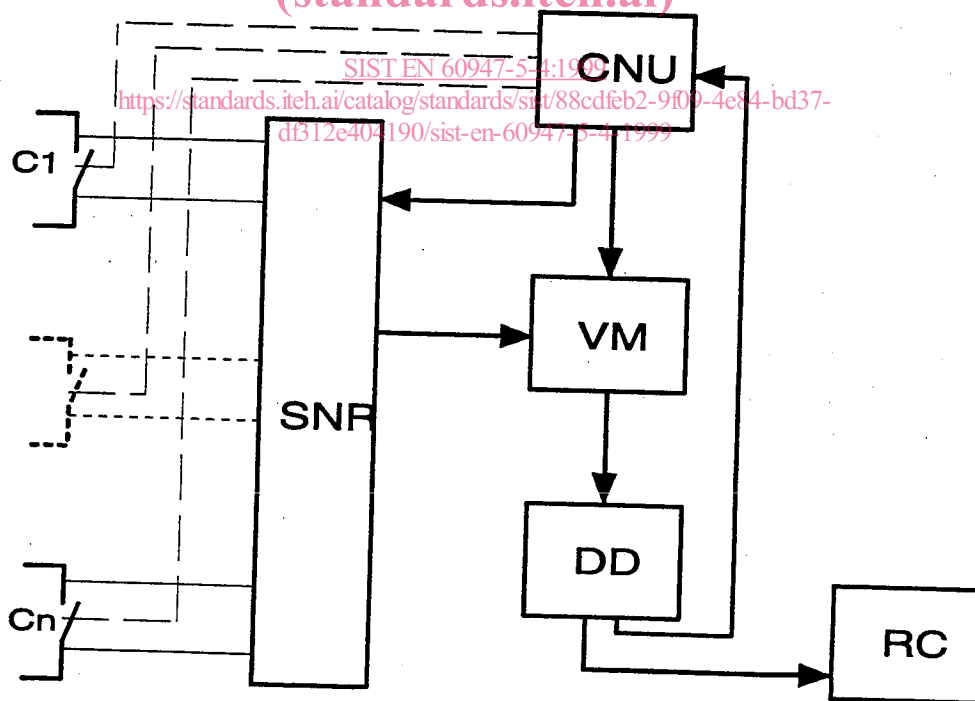 (standards.iteh.ai)
CNU
SIST EN 60947-5-4:1999
https://standards.iteh.ai/catalog/standards/sist/88cdfeb2-9f09-4e84-bd37-
df312e404190/sist-en-60947-5-4-1999
C1
VM
SNR
DD
Cn
RC